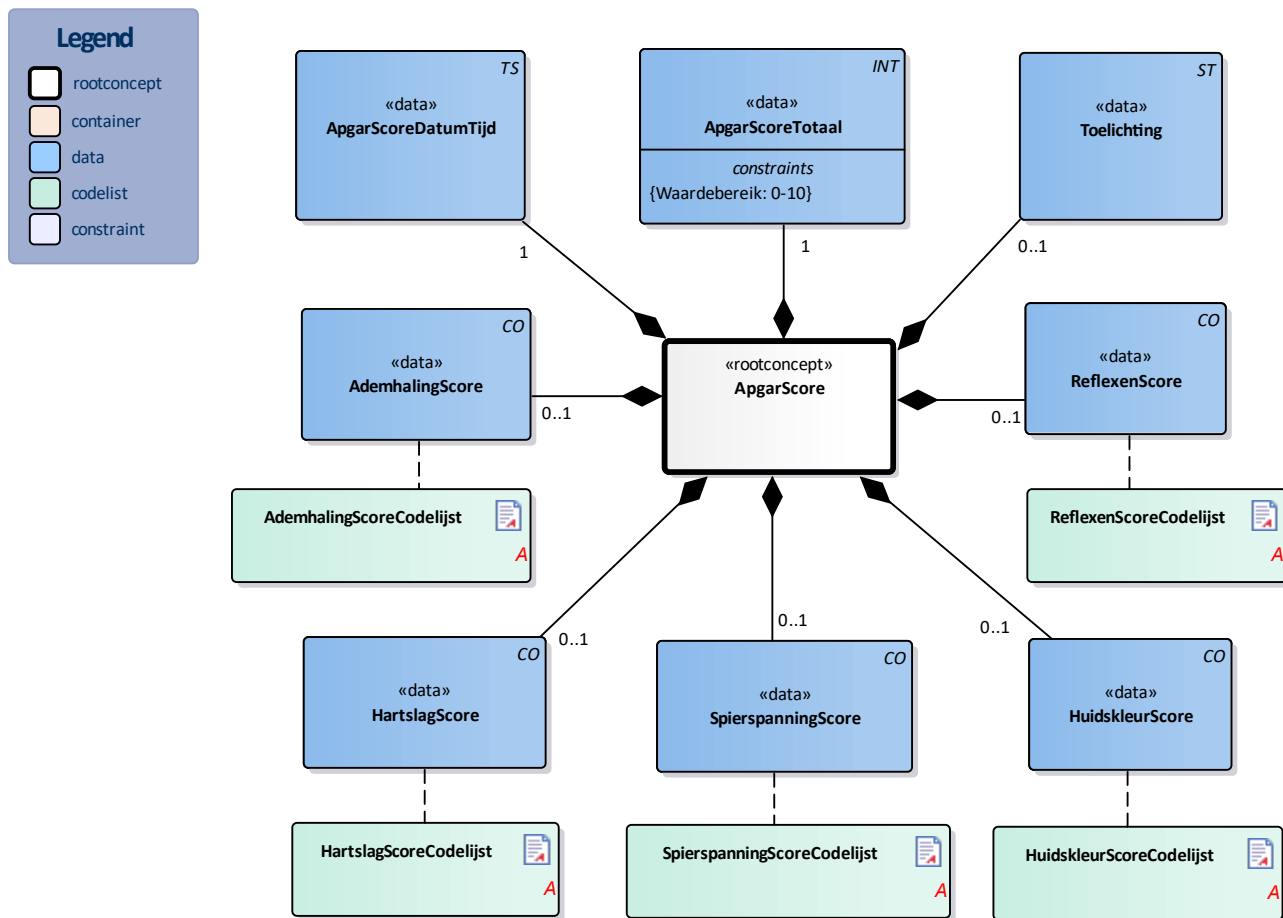 Legend
rootconcept
container
data
codelist
constraint
TS
«data»
ApgarScoreDatumTijd
INT
«data»
ApgarScoreTotaal
constraints
{Waardebereik: 0-10}
ST
«data»
Toelichting
1
1
0..1
CO
«data»
AdemhalingScore
0..1
«rootconcept»
ApgarScore
CO
«data»
ReflexenScore
0..1
AdemhalingScoreCodelijst
A
ReflexenScoreCodelijst
A
0..1
0..1
0..1
CO
«data»
HartslagScore
CO
«data»
SpierspanningScore
CO
«data»
HuidskleurScore
HartslagScoreCodelijst
A
SpierspanningScoreCodelijst
A
HuidskleurScoreCodelijst
A